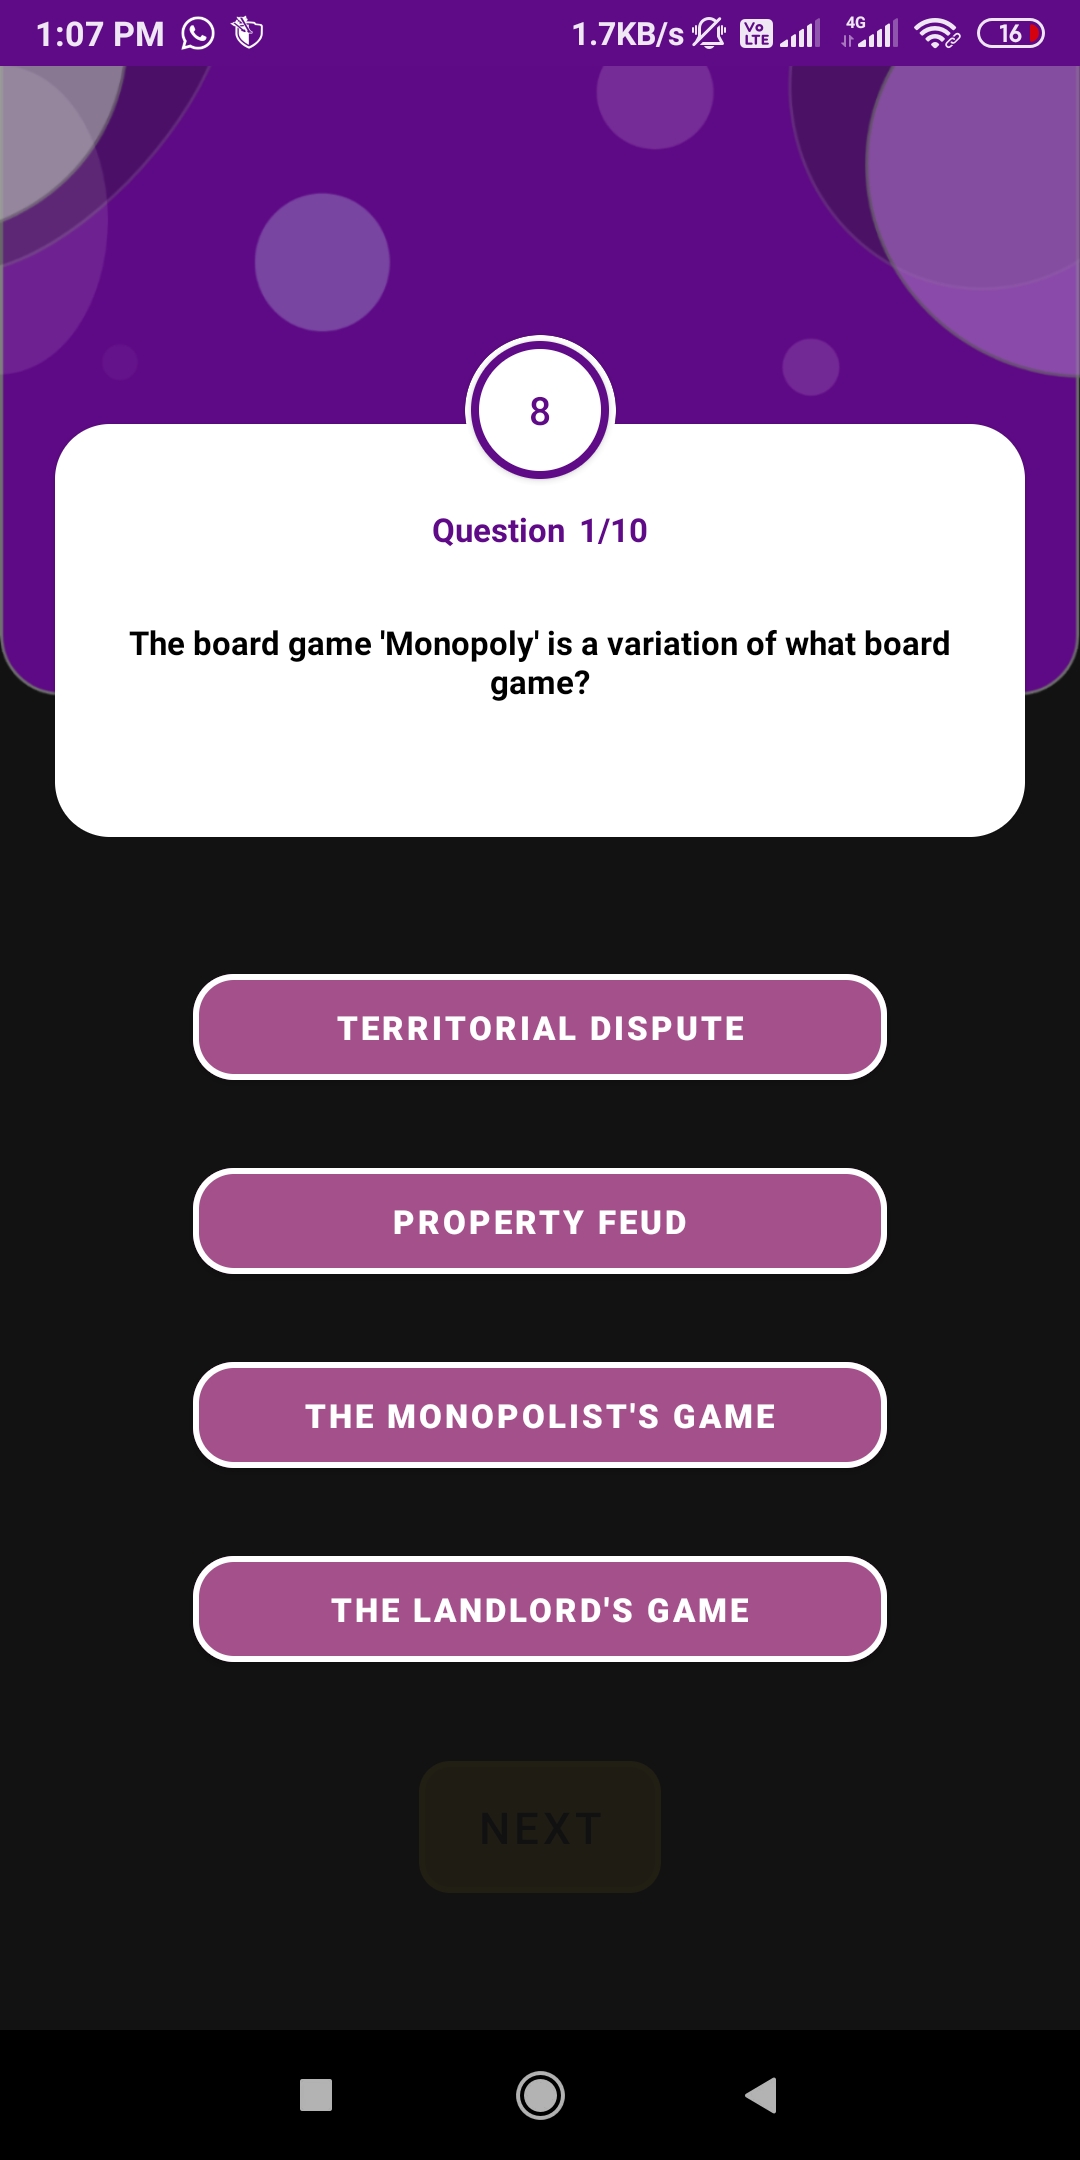 1:07 PM 1.7KB/s Vo LTE 4G 16
8
Question 1/10
The board game 'Monopoly' is a variation of what board
game?
TERRITORIAL DISPUTE
PROPERTY FEUD
THE MONOPOLIST'S GAME
THE LANDLORD'S GAME
NEXT